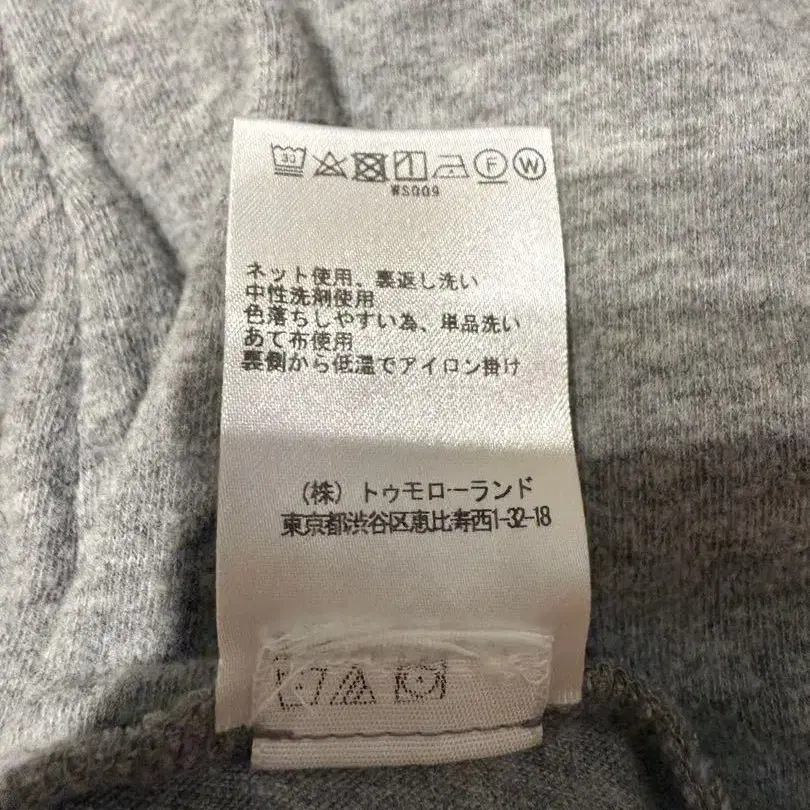 30 F W
WS009
ネット使用、裏返し洗い
中性洗剤使用
色落ちしやすい為、単品洗い
あて布使用
裏側から低温でアイロン掛け
(株)トゥモローランド
東京都渋谷区恵比寿西1-32-18